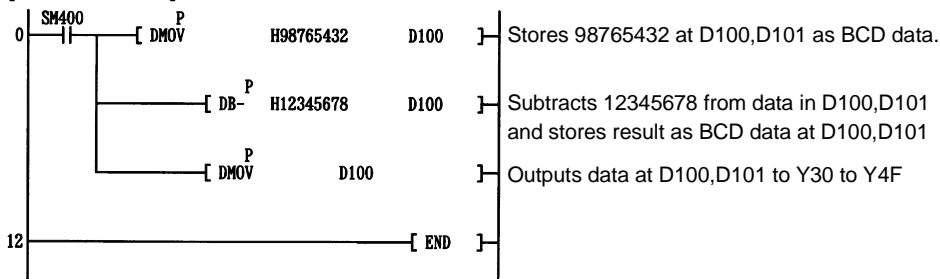 SM400 P
0 [ DMOV H98765432 D100 ] Stores 98765432 at D100,D101 as BCD data.
P
[ DB- H12345678 D100 ] Subtracts 12345678 from data in D100,D101
and stores result as BCD data at D100,D101
P
[ DMOV D100 ] Outputs data at D100,D101 to Y30 to Y4F
12 [ END ]